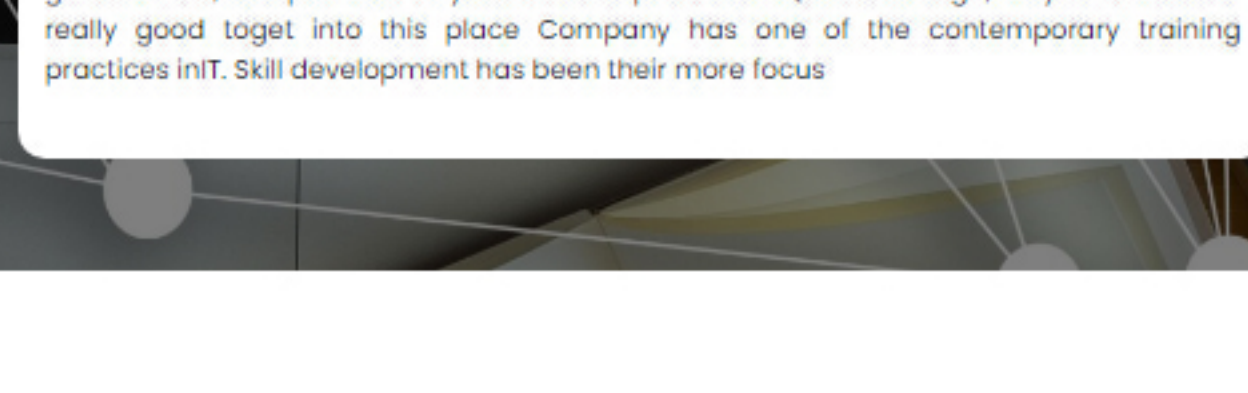 really good toget into this place Company has one of the contemporary training
practices inIT. Skill development has been their more focus